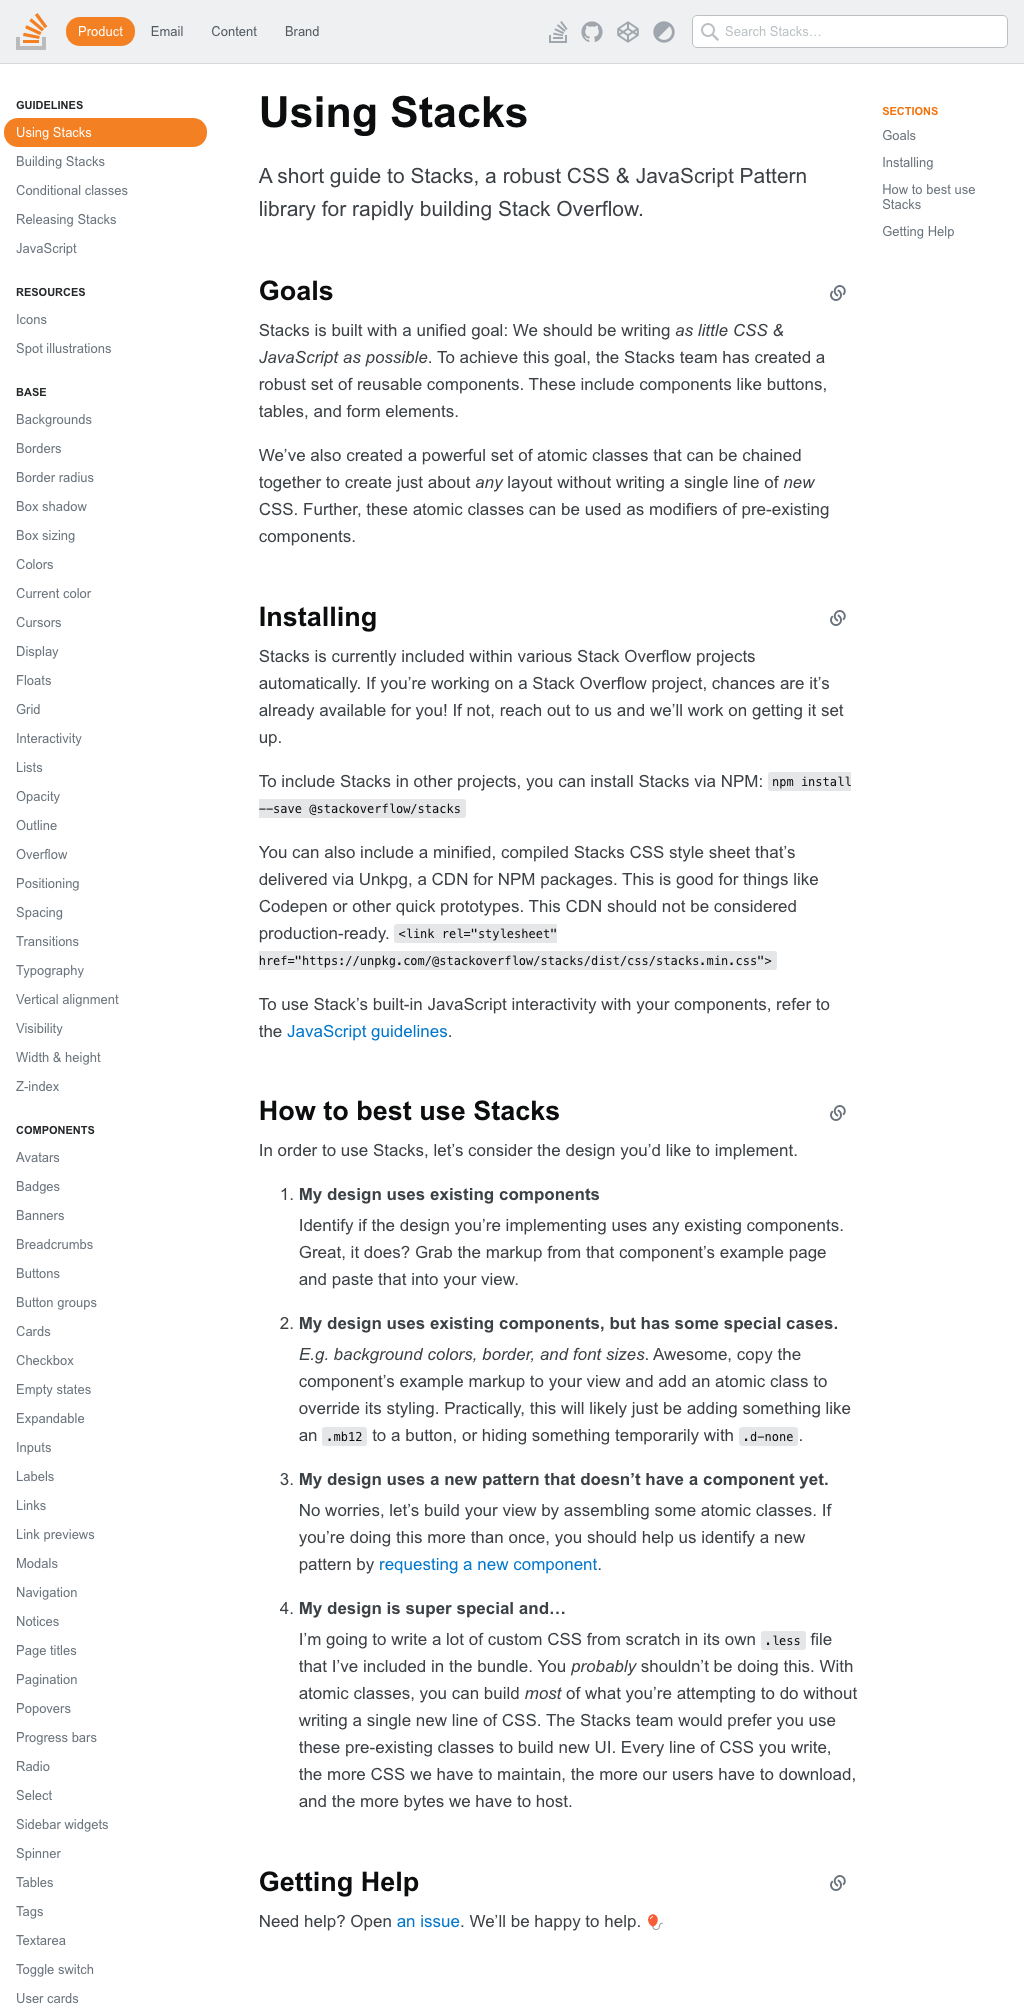 Product
Email
Content
Brand
Search Stacks…
GUIDELINES
Using Stacks
Building Stacks
Conditional classes
Releasing Stacks
JavaScript
RESOURCES
Icons
Spot illustrations
BASE
Backgrounds
Borders
Border radius
Box shadow
Box sizing
Colors
Current color
Cursors
Display
Floats
Grid
Interactivity
Lists
Opacity
Outline
Overflow
Positioning
Spacing
Transitions
Typography
Vertical alignment
Visibility
Width & height
Z-index
COMPONENTS
Avatars
Badges
Banners
Breadcrumbs
Buttons
Button groups
Cards
Checkbox
Empty states
Expandable
Inputs
Labels
Links
Link previews
Modals
Navigation
Notices
Page titles
Pagination
Popovers
Progress bars
Radio
Select
Sidebar widgets
Spinner
Tables
Tags
Textarea
Toggle switch
User cards
Using Stacks
A short guide to Stacks, a robust CSS & JavaScript Pattern
library for rapidly building Stack Overflow.
Goals
Stacks is built with a unified goal: We should be writing as little CSS &
JavaScript as possible. To achieve this goal, the Stacks team has created a
robust set of reusable components. These include components like buttons,
tables, and form elements.
We’ve also created a powerful set of atomic classes that can be chained
together to create just about any layout without writing a single line of new
CSS. Further, these atomic classes can be used as modifiers of pre-existing
components.
Installing
Stacks is currently included within various Stack Overflow projects
automatically. If you’re working on a Stack Overflow project, chances are it’s
already available for you! If not, reach out to us and we’ll work on getting it set
up.
To include Stacks in other projects, you can install Stacks via NPM: npm install
--save @stackoverflow/stacks
You can also include a minified, compiled Stacks CSS style sheet that’s
delivered via Unkpg, a CDN for NPM packages. This is good for things like
Codepen or other quick prototypes. This CDN should not be considered
production-ready. <link rel="stylesheet"
href="https://unpkg.com/@stackoverflow/stacks/dist/css/stacks.min.css">
To use Stack’s built-in JavaScript interactivity with your components, refer to
the JavaScript guidelines.
How to best use Stacks
In order to use Stacks, let’s consider the design you’d like to implement.
1. My design uses existing components
Identify if the design you’re implementing uses any existing components.
Great, it does? Grab the markup from that component’s example page
and paste that into your view.
2. My design uses existing components, but has some special cases.
E.g. background colors, border, and font sizes. Awesome, copy the
component’s example markup to your view and add an atomic class to
override its styling. Practically, this will likely just be adding something like
an .mb12 to a button, or hiding something temporarily with .d-none.
3. My design uses a new pattern that doesn’t have a component yet.
No worries, let’s build your view by assembling some atomic classes. If
you’re doing this more than once, you should help us identify a new
pattern by requesting a new component.
4. My design is super special and…
I’m going to write a lot of custom CSS from scratch in its own .less file
that I’ve included in the bundle. You probably shouldn’t be doing this. With
atomic classes, you can build most of what you’re attempting to do without
writing a single new line of CSS. The Stacks team would prefer you use
these pre-existing classes to build new UI. Every line of CSS you write,
the more CSS we have to maintain, the more our users have to download,
and the more bytes we have to host.
Getting Help
Need help? Open an issue. We’ll be happy to help. 🎈
SECTIONS
Goals
Installing
How to best use
Stacks
Getting Help